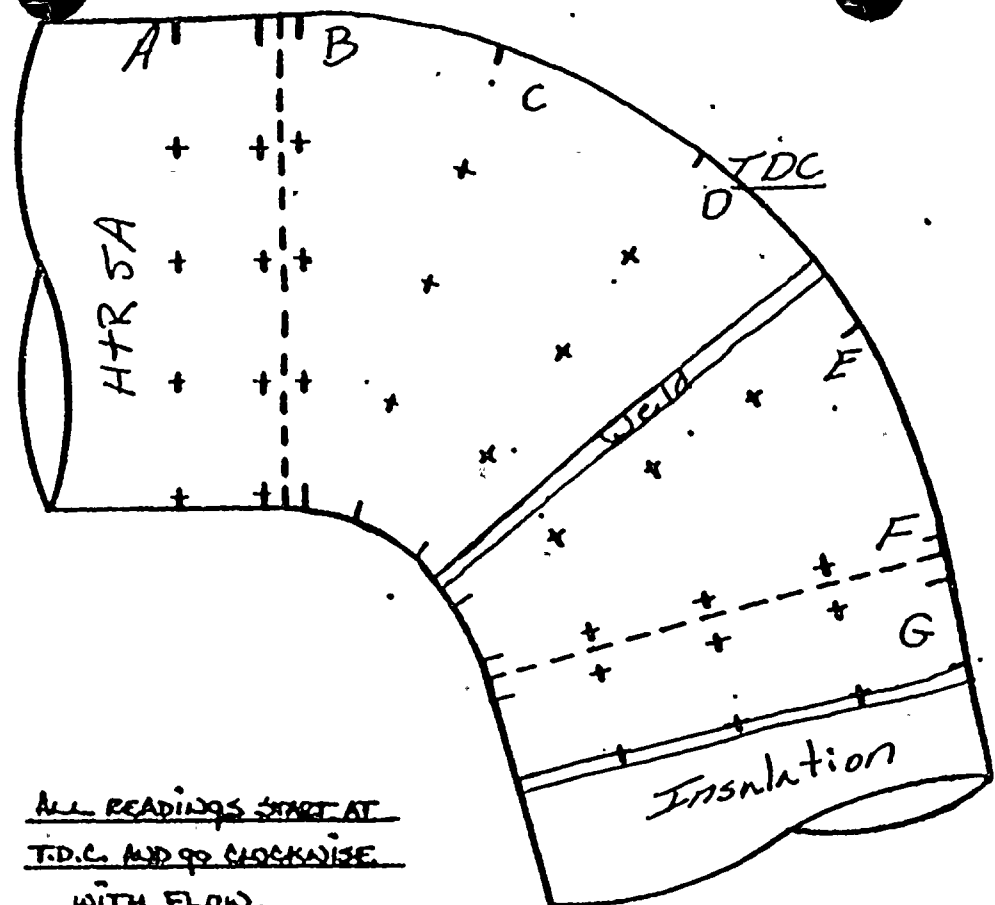 A
B
C
TDC
D
HTR 5A
E
Weld
F
G
Insulation
ALL READINGS START AT
T.D.C. AND go CLOCKWISE
WITH FLOW.